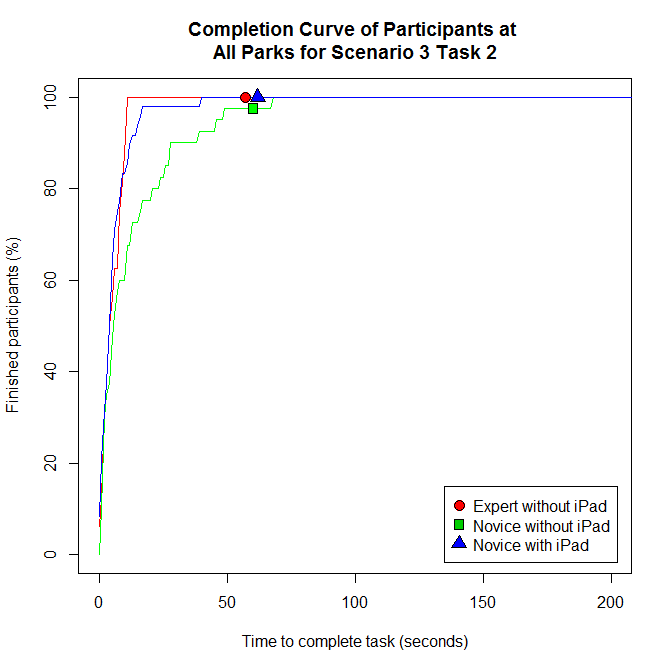 Completion Curve of Participants at
All Parks for Scenario 3 Task 2
Finished participants (%)
100
80
60
40
20
0
0 50 100 150 200
Time to complete task (seconds)
Expert without iPad
Novice without iPad
Novice with iPad